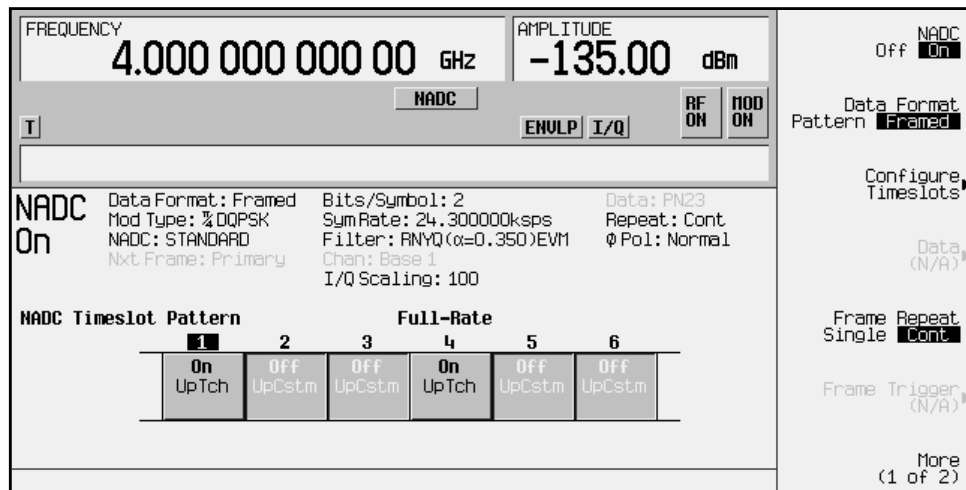 FREQUENCY
4.000 000 000 00 GHz
AMPLITUDE
-135.00 dBm
NADC
RF ON
MOD ON
T
ENVLP
I/Q
NADC On
Data Format: Framed
Bits/Symbol: 2
Data: PN23
Mod Type: π/4 DQPSK
Sym Rate: 24.300000ksps
Repeat: Cont
NADC: STANDARD
Filter: RNYQ(α=0.350)EVM
Φ Pol: Normal
Nxt Frame: Primary
Chan: Base 1
I/Q Scaling: 100
NADC Timeslot Pattern
Full-Rate
1 2 3 4 5 6
On Off Off On Off Off
UpTch UpCstm UpCstm UpTch UpCstm UpCstm
NADC
Off On
Data Format
Pattern Framed
Configure
Timeslots
Data
(N/A)
Frame Repeat
Single Cont
Frame Trigger
(N/A)
More
(1 of 2)